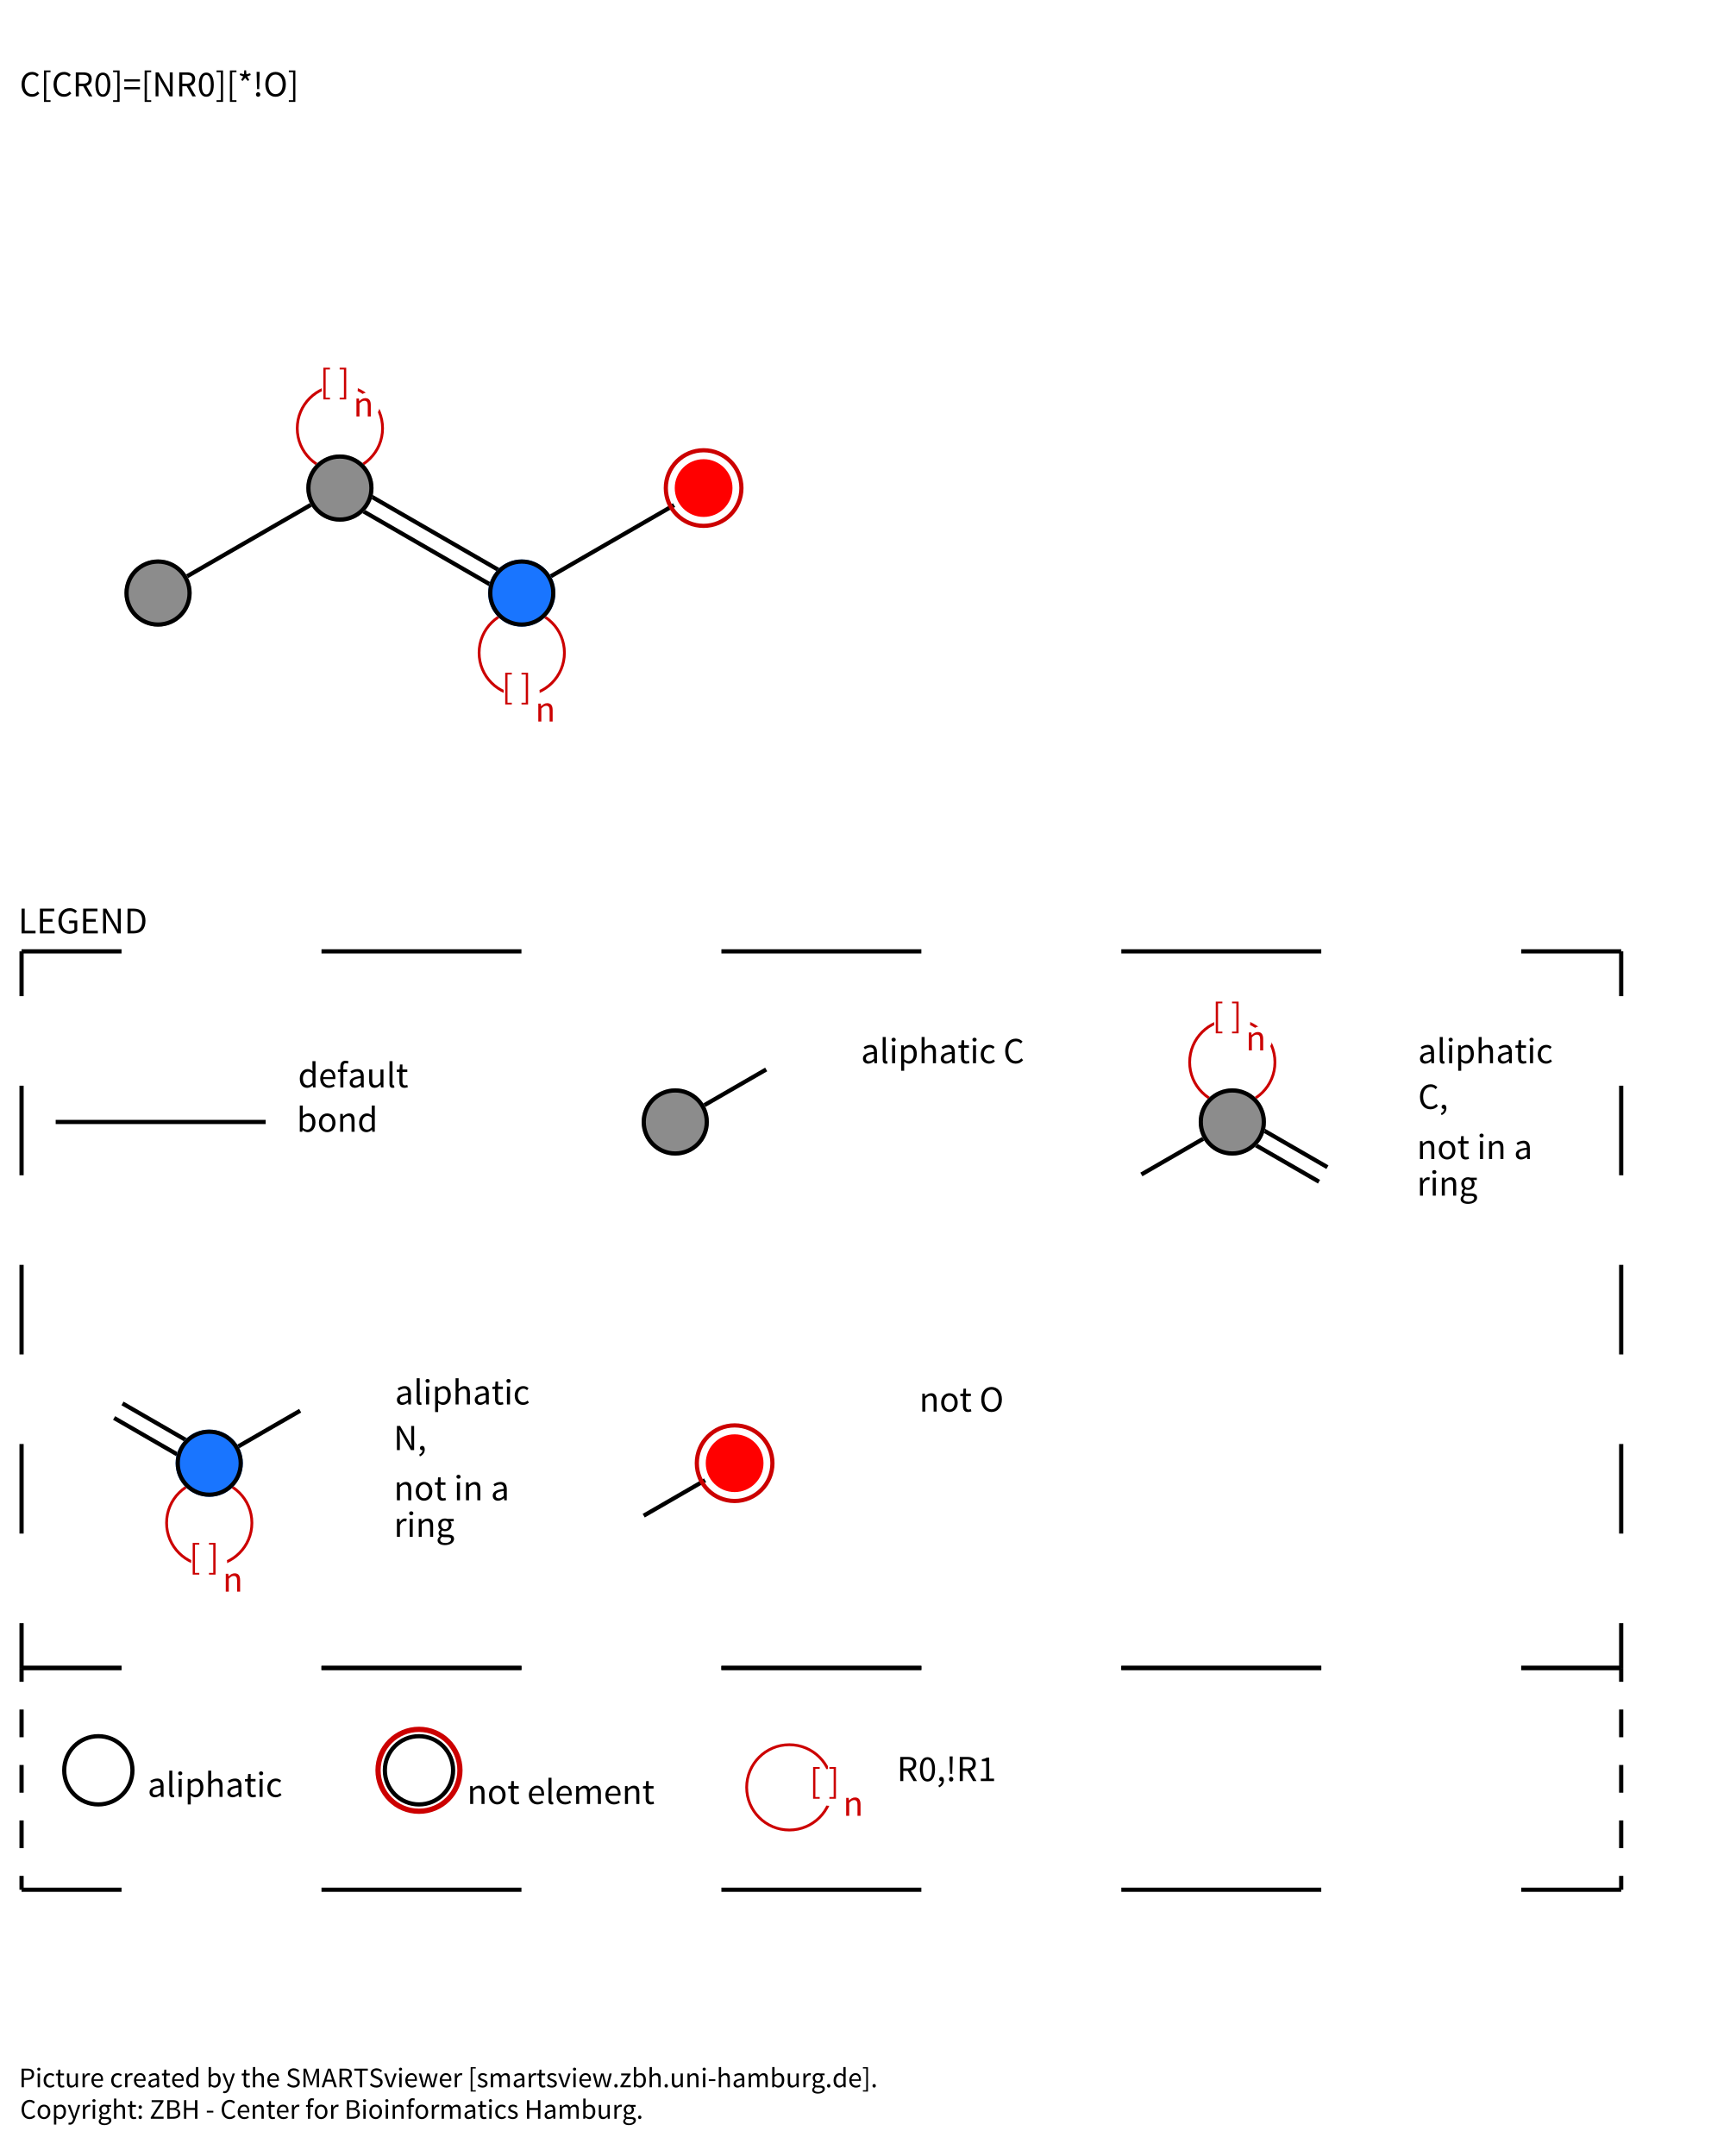 C[CR0]=[NR0][*!O]
[ ]n
[ ]n
LEGEND
default
bond
aliphatic C
[ ]n
aliphatic
C,
not in a
ring
aliphatic
N,
not in a
ring
[ ]n
not O
aliphatic
not element
[ ]n
R0,!R1
Picture created by the SMARTSviewer [smartsview.zbh.uni-hamburg.de].
Copyright: ZBH - Center for Bioinformatics Hamburg.